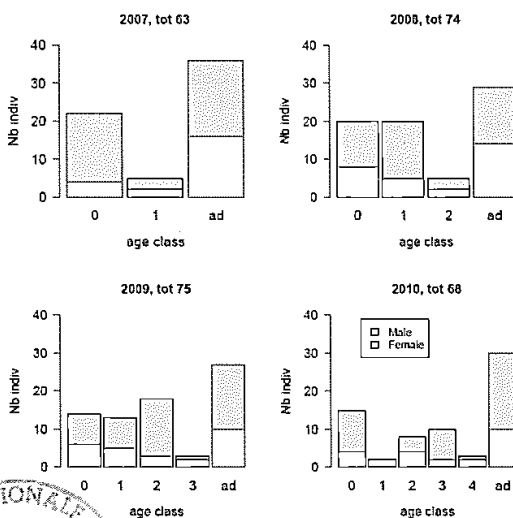 2007, tot 63
40
30
20
10
0
Nb indiv
0 1 ad
age class
2008, tot 74
40
30
20
10
0
Nb indiv
0 1 2 ad
age class
2009, tot 75
40
30
20
10
0
Nb indiv
0 1 2 3 ad
age class
2010, tot 68
40
30
20
10
0
Nb indiv
Male
Female
0 1 2 3 4 ad
age class